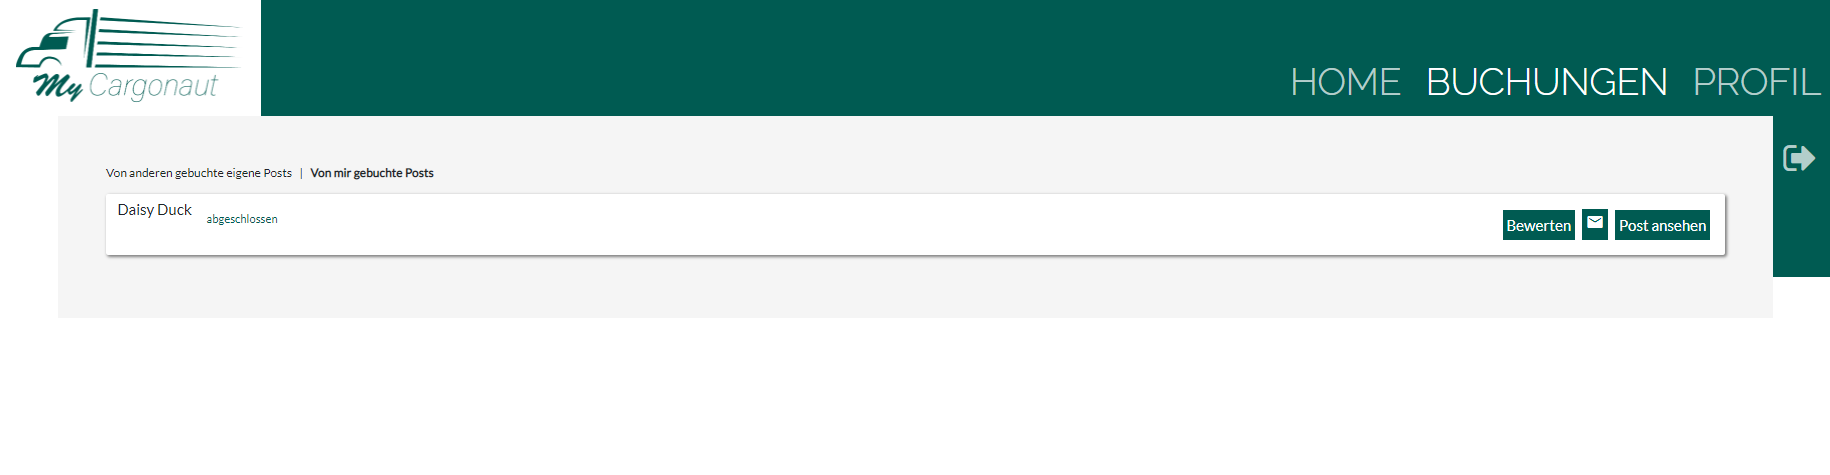 My Cargonaut
HOME BUCHUNGEN PROFIL
Von anderen gebuchte eigene Posts | Von mir gebuchte Posts
Daisy Duck abgeschlossen Bewerten Post ansehen